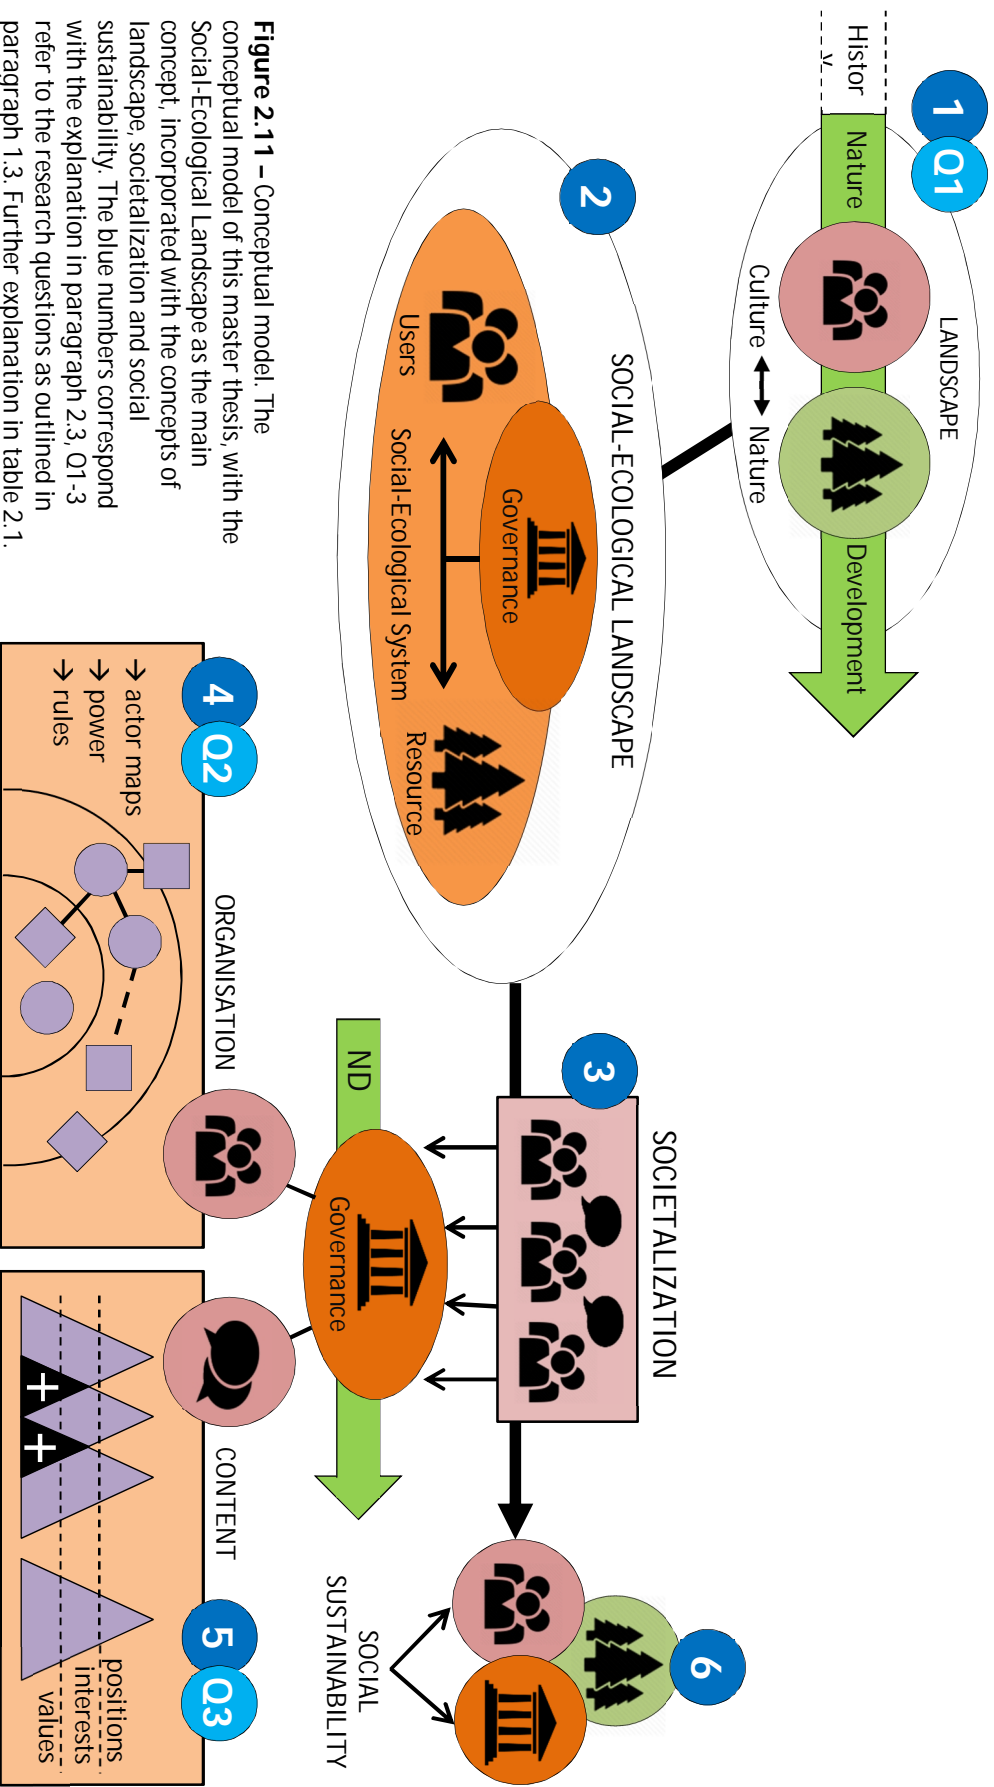 1
Q1
LANDSCAPE
Histor
y
Nature
Development
Culture
Nature
2
SOCIAL-ECOLOGICAL LANDSCAPE
Governance
Users
Social-Ecological System
Resource
3
SOCIETALIZATION
ND
Governance
6
SOCIAL
SUSTAINABILITY
4
Q2
ORGANISATION
→ actor maps
→ power
→ rules
CONTENT
5
Q3
positions
interests
values
+
+
Figure 2.11 – Conceptual model. The
conceptual model of this master thesis, with the
Social-Ecological Landscape as the main
concept, incorporated with the concepts of
landscape, societalization and social
sustainability. The blue numbers correspond
with the explanation in paragraph 2.3, Q1-3
refer to the research questions as outlined in
paragraph 1.3. Further explanation in table 2.1.